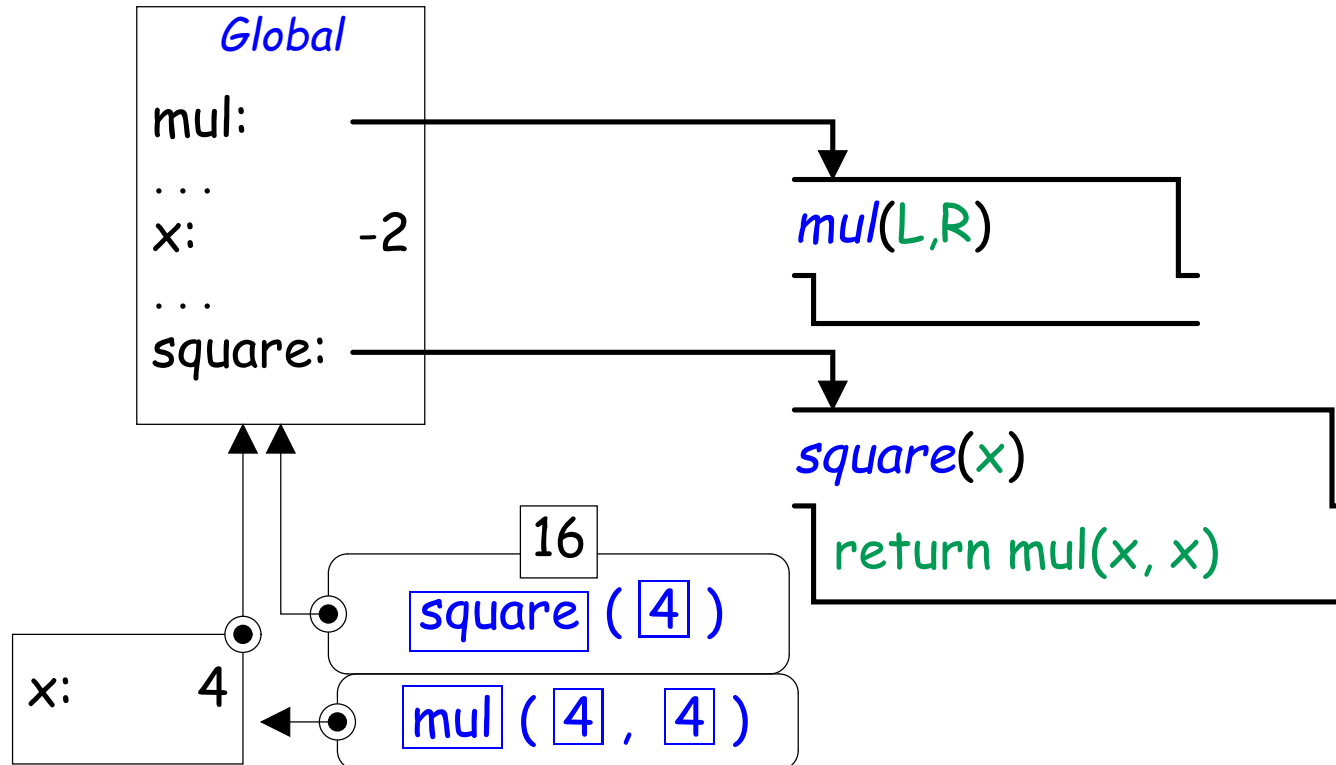 Global
mul:
. . .
x: -2
. . .
square:
mul(L,R)
square(x)
return mul(x, x)
16
square ( 4 )
x: 4
mul ( 4 , 4 )